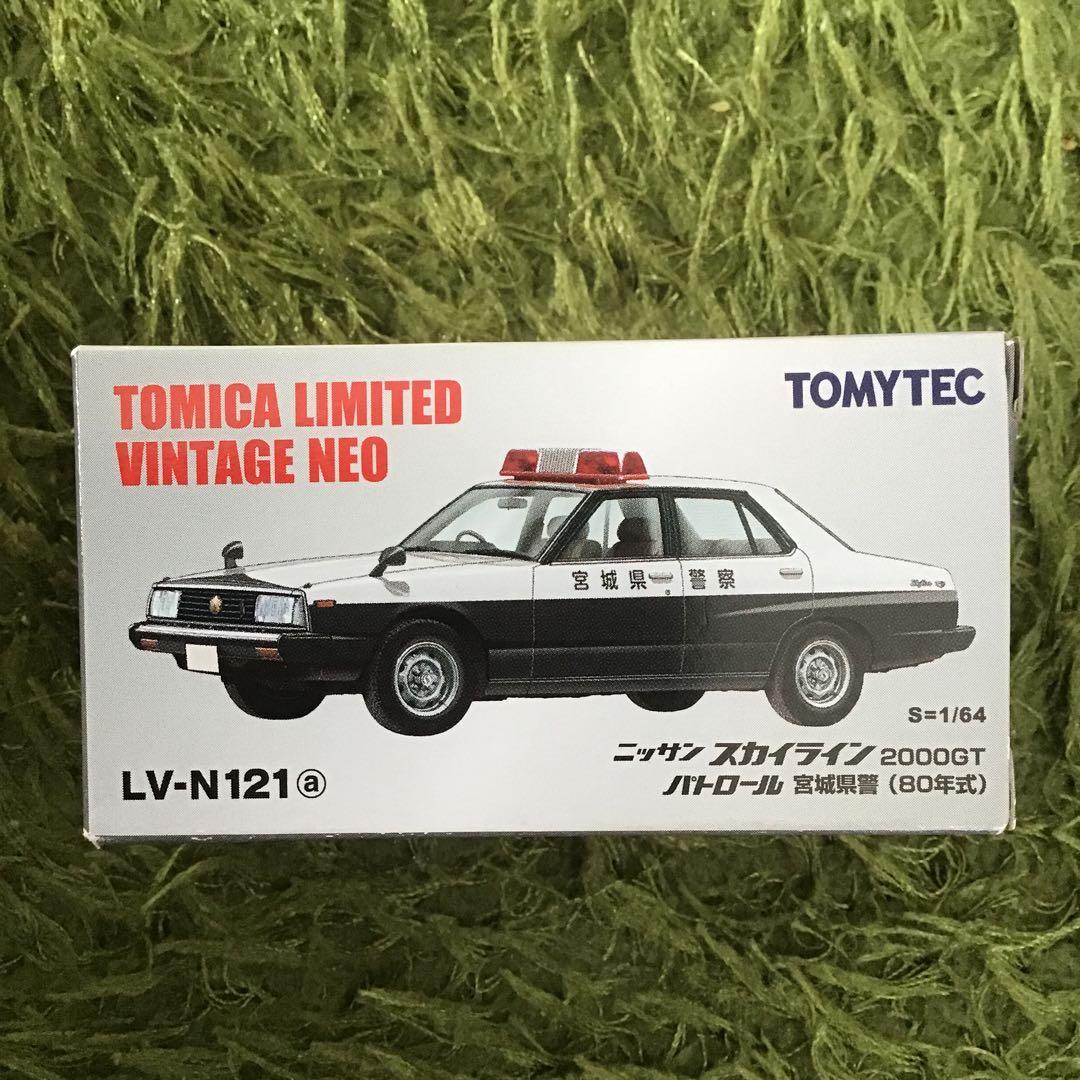 TOMICA LIMITED
VINTAGE NEO
TOMYTEC
宮城県 警察
S=1/64
LV-N121ⓐ
ニッサン スカイライン 2000GT
パトロール 宮城県警 (80年式)